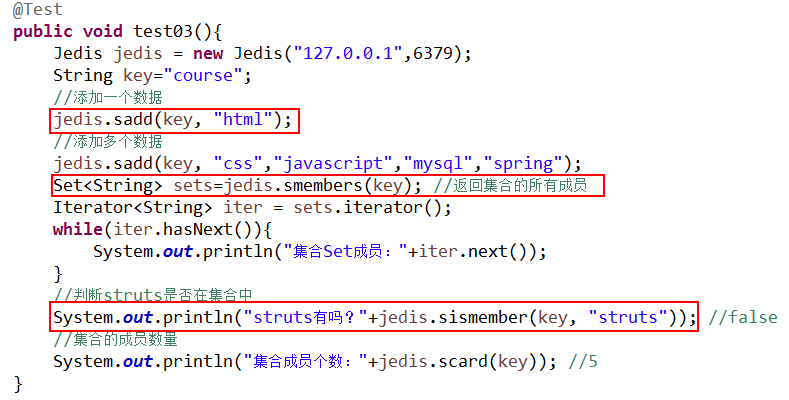 @Test
public void test03(){
    Jedis jedis = new Jedis("127.0.0.1",6379);
    String key="course";
    //添加一个数据
    jedis.sadd(key, "html");
    //添加多个数据
    jedis.sadd(key, "css","javascript","mysql","spring");
    Set<String> sets=jedis.smembers(key); //返回集合的所有成员
    Iterator<String> iter = sets.iterator();
    while(iter.hasNext()){
        System.out.println("集合Set成员："+iter.next());
    }
    //判断struts是否在集合中
    System.out.println("struts有吗？"+jedis.sismember(key, "struts")); //false
    //集合的成员数量
    System.out.println("集合成员个数："+jedis.scard(key)); //5
}